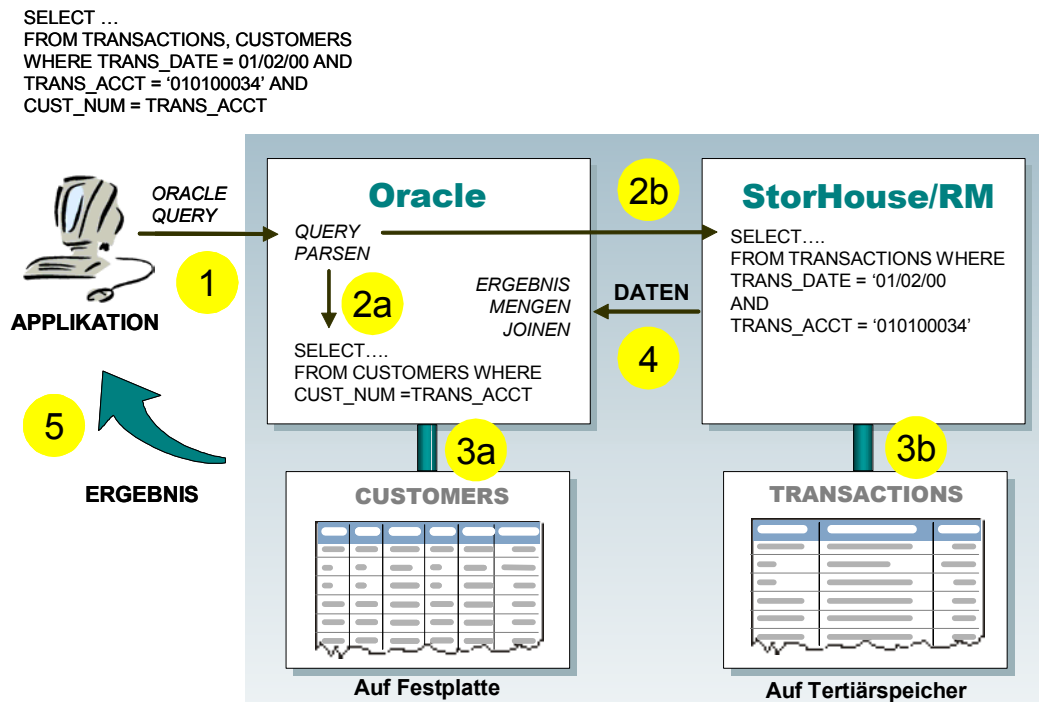 SELECT …
FROM TRANSACTIONS, CUSTOMERS
WHERE TRANS_DATE = 01/02/00 AND
TRANS_ACCT = ‘010100034’ AND
CUST_NUM = TRANS_ACCT
APPLIKATION
ORACLE
QUERY
1
Oracle
QUERY
PARSEN
2a
SELECT….
FROM CUSTOMERS WHERE
CUST_NUM =TRANS_ACCT
ERGEBNIS
MENGEN
JOINEN
2b
DATEN
4
StorHouse/RM
SELECT….
FROM TRANSACTIONS WHERE
TRANS_DATE = ‘01/02/00
AND
TRANS_ACCT = ‘010100034’
5
ERGEBNIS
3a
CUSTOMERS
Auf Festplatte
3b
TRANSACTIONS
Auf Tertiärspeicher